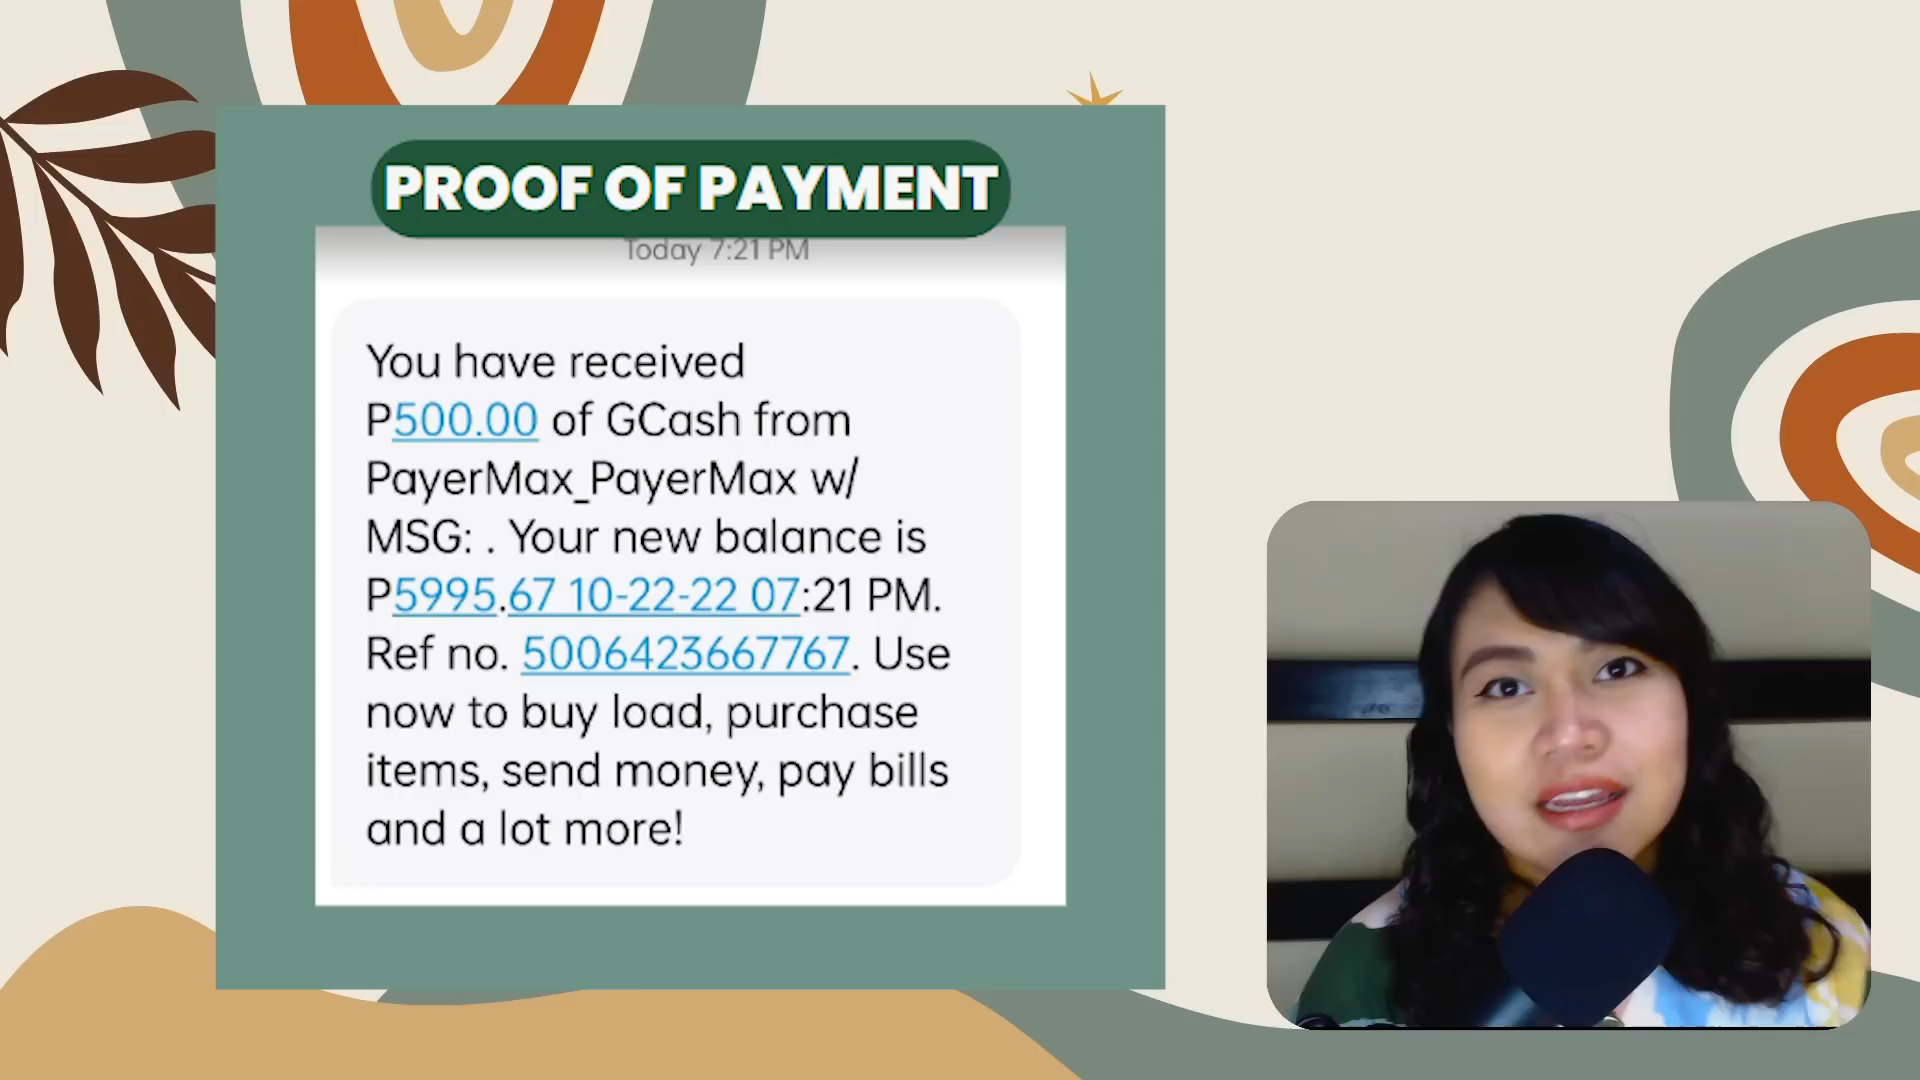 PROOF OF PAYMENT
Today 7:21 PM
You have received
P500.00 of GCash from
PayerMax_PayerMax w/
MSG: . Your new balance is
P5995.67 10-22-22 07:21 PM.
Ref no. 5006423667767. Use
now to buy load, purchase
items, send money, pay bills
and a lot more!